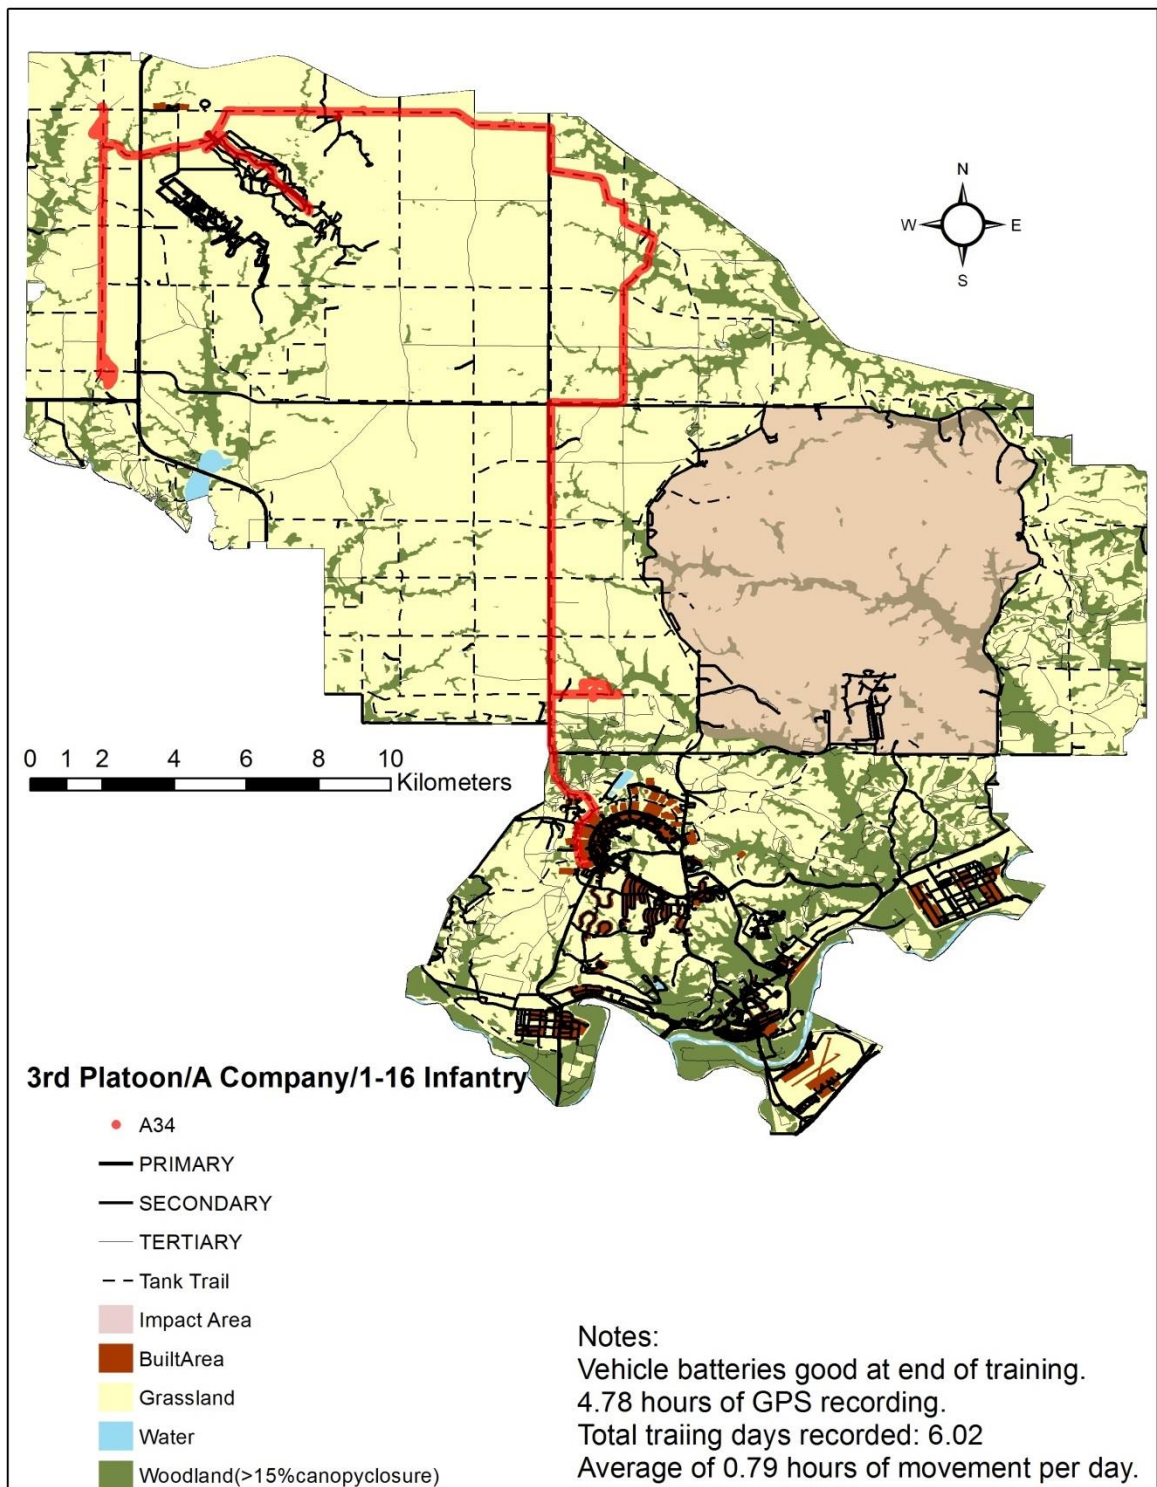 N
W
E
S
0 1 2 4 6 8 10
Kilometers
3rd Platoon/A Company/1-16 Infantry
A34
PRIMARY
SECONDARY
TERTIARY
Tank Trail
Impact Area
BuiltArea
Grassland
Water
Woodland(>15%canopyclosure)
Notes:
Vehicle batteries good at end of training.
4.78 hours of GPS recording.
Total traiing days recorded: 6.02
Average of 0.79 hours of movement per day.